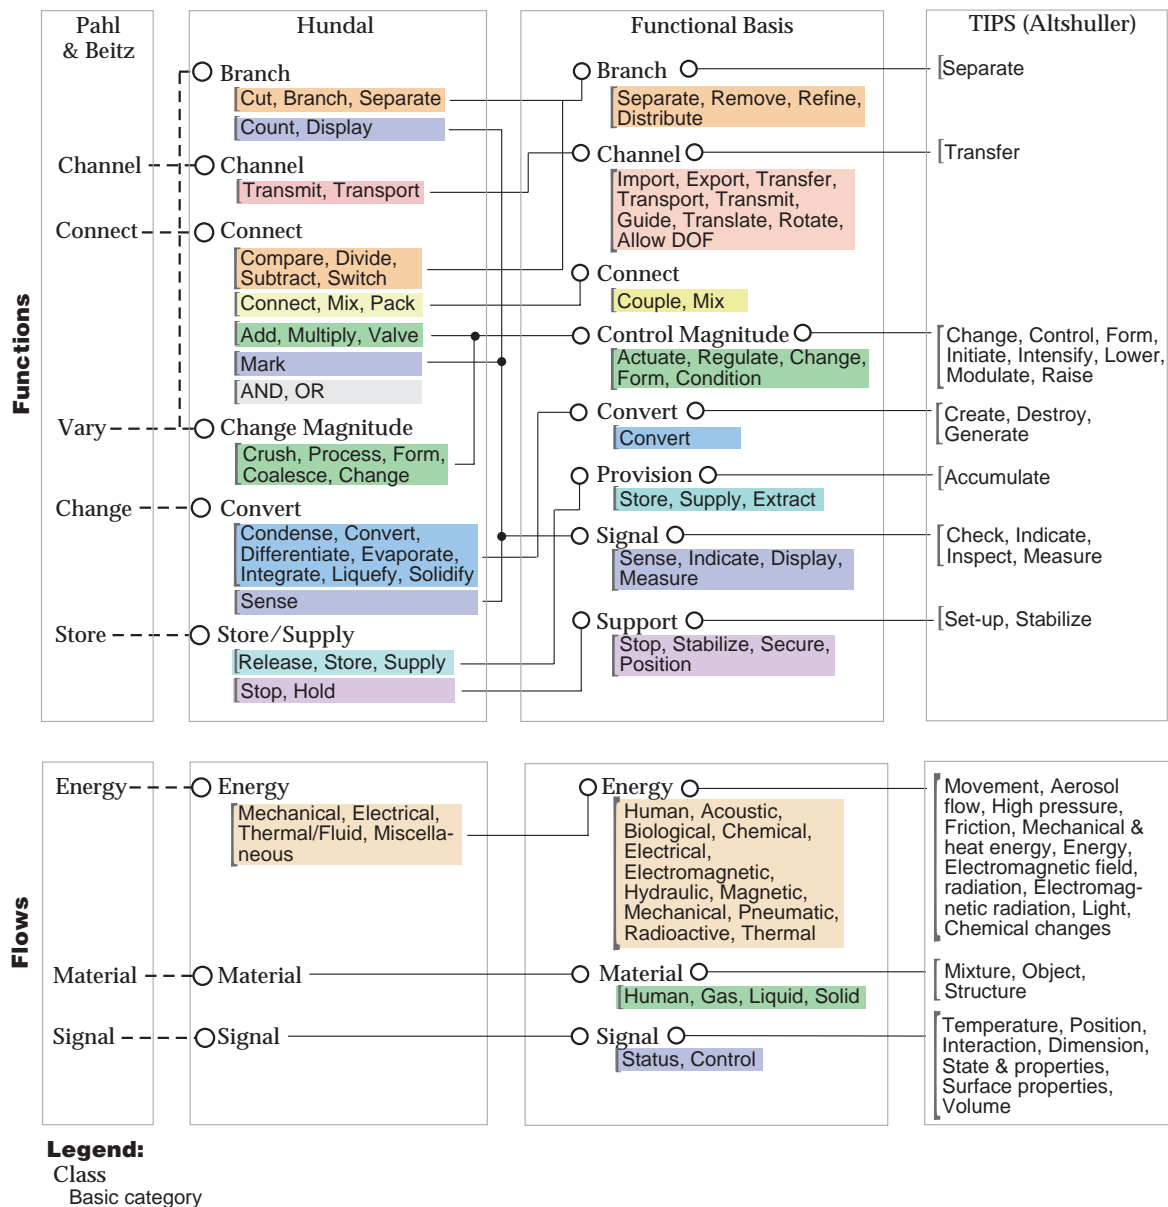 Pahl
& Beitz
Hundal
Functional Basis
TIPS (Altshuller)
Functions
Channel
Connect
Vary
Change
Store
Branch
Cut, Branch, Separate
Count, Display
Channel
Transmit, Transport
Connect
Compare, Divide,
Subtract, Switch
Connect, Mix, Pack
Add, Multiply, Valve
Mark
AND, OR
Change Magnitude
Crush, Process, Form,
Coalesce, Change
Convert
Condense, Convert,
Differentiate, Evaporate,
Integrate, Liquefy, Solidify
Sense
Store/Supply
Release, Store, Supply
Stop, Hold
Branch
Separate, Remove, Refine,
Distribute
Channel
Import, Export, Transfer,
Transport, Transmit,
Guide, Translate, Rotate,
Allow DOF
Connect
Couple, Mix
Control Magnitude
Actuate, Regulate, Change,
Form, Condition
Convert
Convert
Provision
Store, Supply, Extract
Signal
Sense, Indicate, Display,
Measure
Support
Stop, Stabilize, Secure,
Position
Separate
Transfer
Change, Control, Form,
Initiate, Intensify, Lower,
Modulate, Raise
Create, Destroy,
Generate
Accumulate
Check, Indicate,
Inspect, Measure
Set-up, Stabilize
Flows
Energy
Material
Signal
Energy
Mechanical, Electrical,
Thermal/Fluid, Miscella-
neous
Material
Signal
Energy
Human, Acoustic,
Biological, Chemical,
Electrical,
Electromagnetic,
Hydraulic, Magnetic,
Mechanical, Pneumatic,
Radioactive, Thermal
Material
Human, Gas, Liquid, Solid
Signal
Status, Control
Movement, Aerosol
flow, High pressure,
Friction, Mechanical &
heat energy, Energy,
Electromagnetic field,
radiation, Electromag-
netic radiation, Light,
Chemical changes
Mixture, Object,
Structure
Temperature, Position,
Interaction, Dimension,
State & properties,
Surface properties,
Volume
Legend:
Class
Basic category